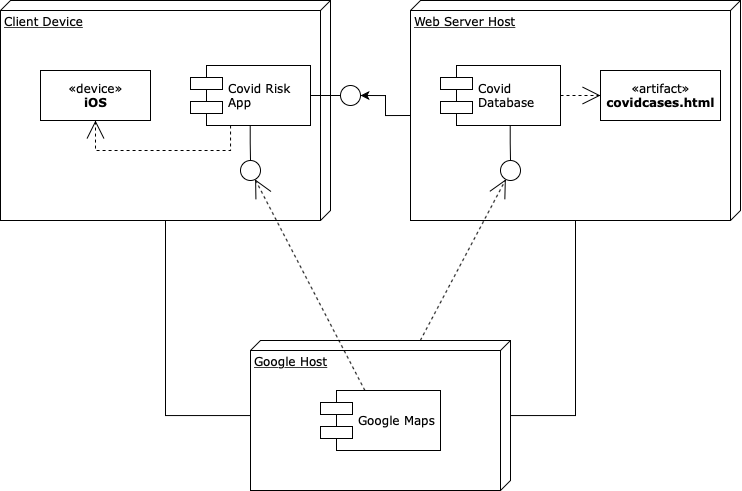 Client Device
«device»
iOS
Covid Risk
App
Web Server Host
Covid
Database
«artifact»
covidcases.html
Google Host
Google Maps